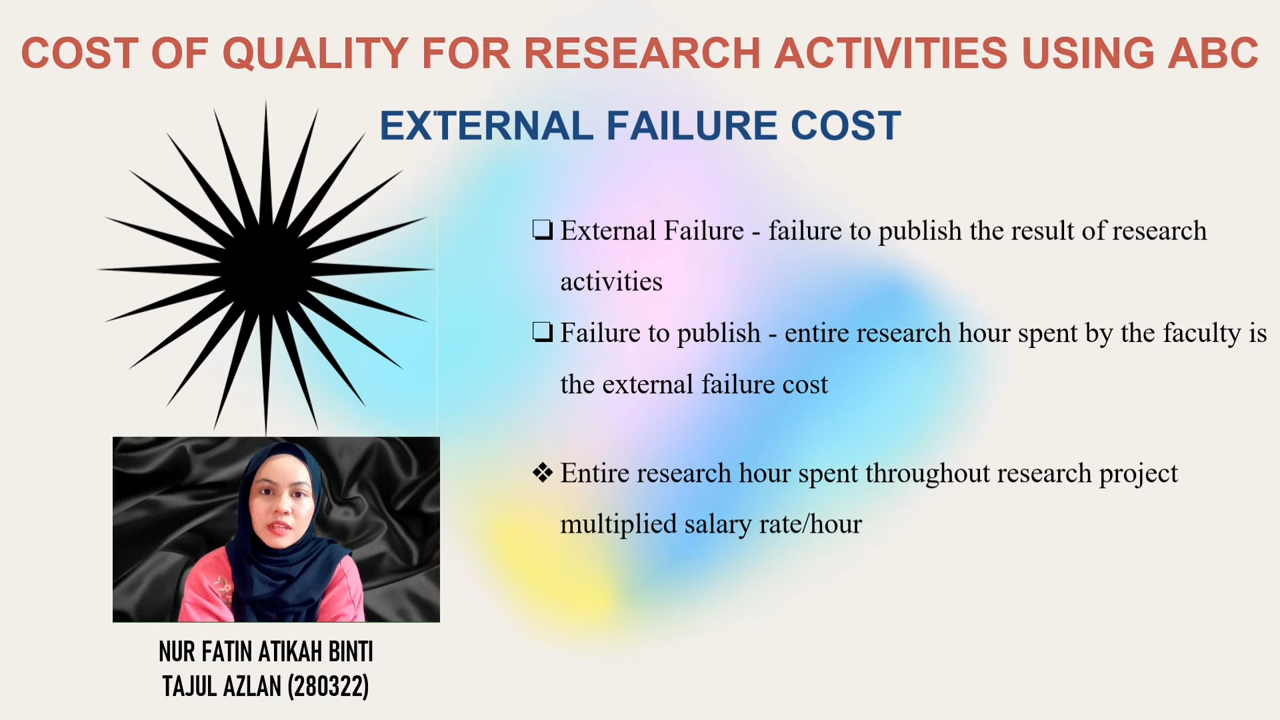 COST OF QUALITY FOR RESEARCH ACTIVITIES USING ABC
EXTERNAL FAILURE COST
❑ External Failure - failure to publish the result of research
activities
❑ Failure to publish - entire research hour spent by the faculty is
the external failure cost
❖ Entire research hour spent throughout research project
multiplied salary rate/hour
NUR FATIN ATIKAH BINTI
TAJUL AZLAN (280322)